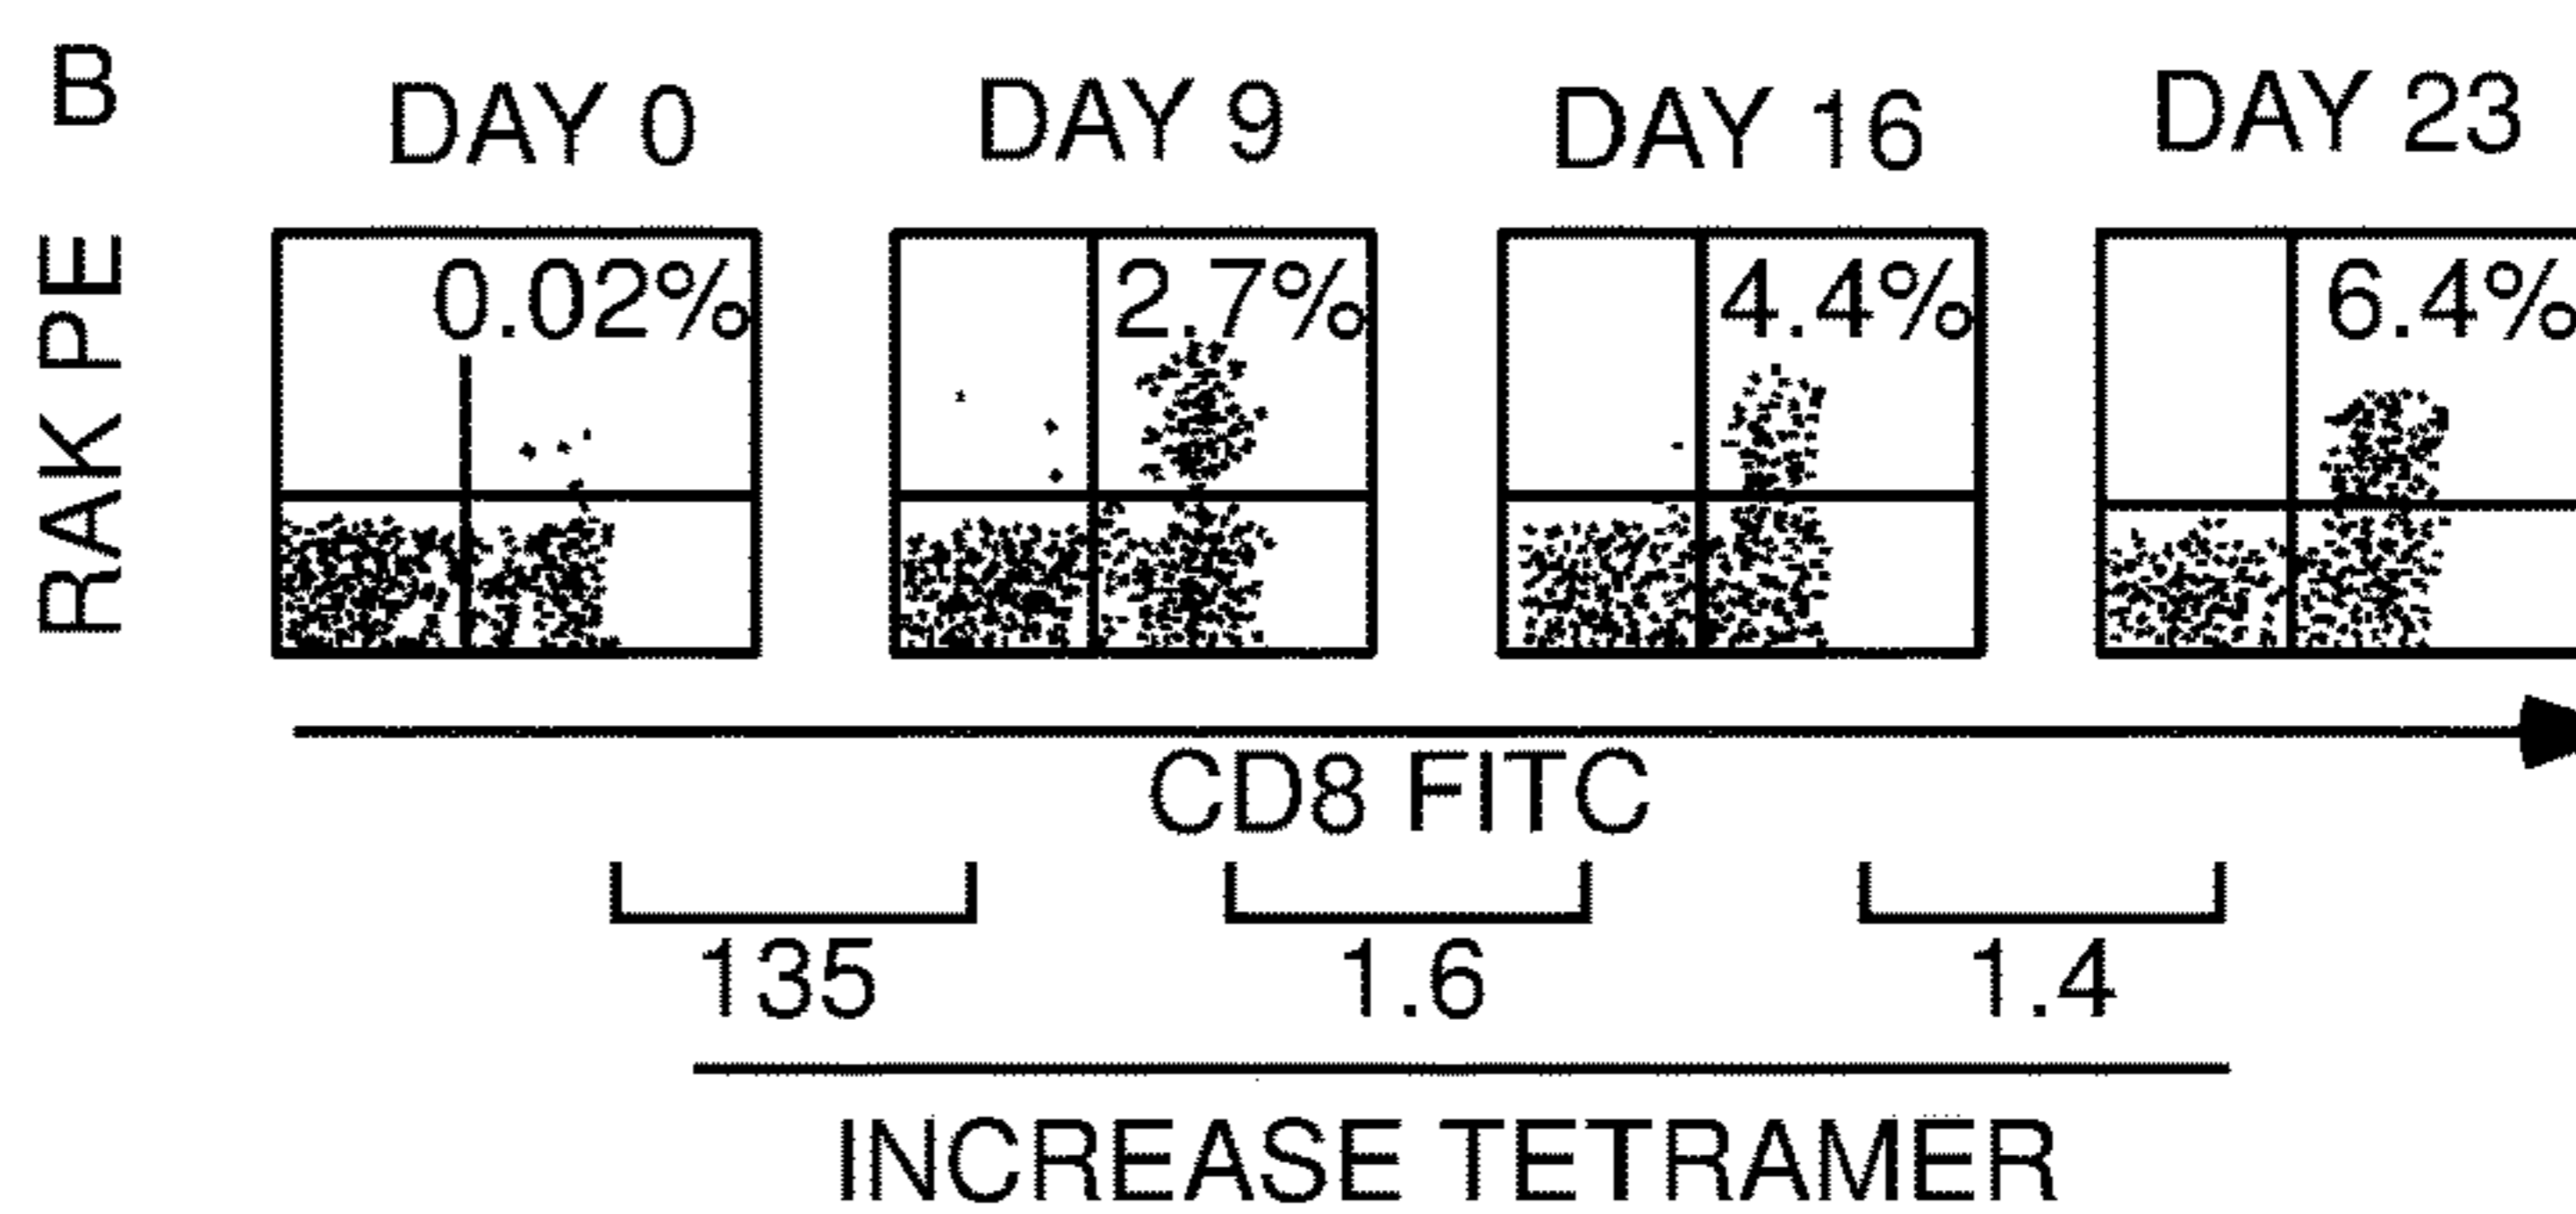 B
DAY 0 DAY 9 DAY 16 DAY 23
RAK PE
0.02% 2.7% 4.4% 6.4%
CD8 FITC
135 1.6 1.4
INCREASE TETRAMER